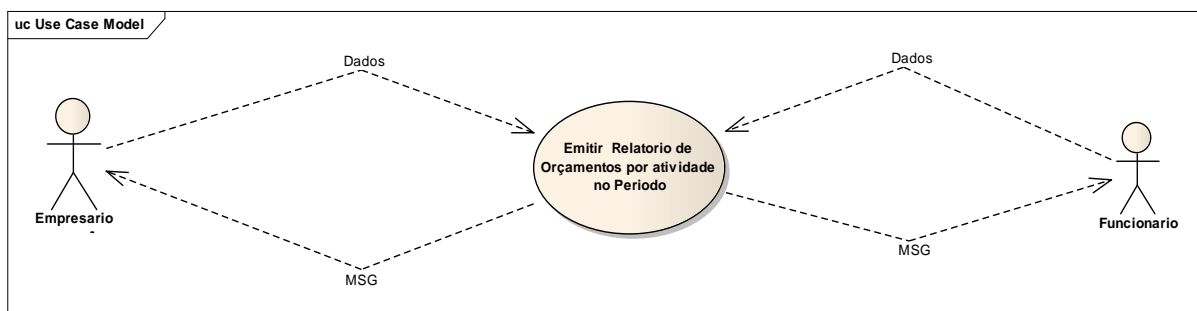 uc Use Case Model
Dados
Dados
Emitir Relatorio de
Orçamentos por atividade
no Periodo
Empresario
Funcionario
MSG
MSG